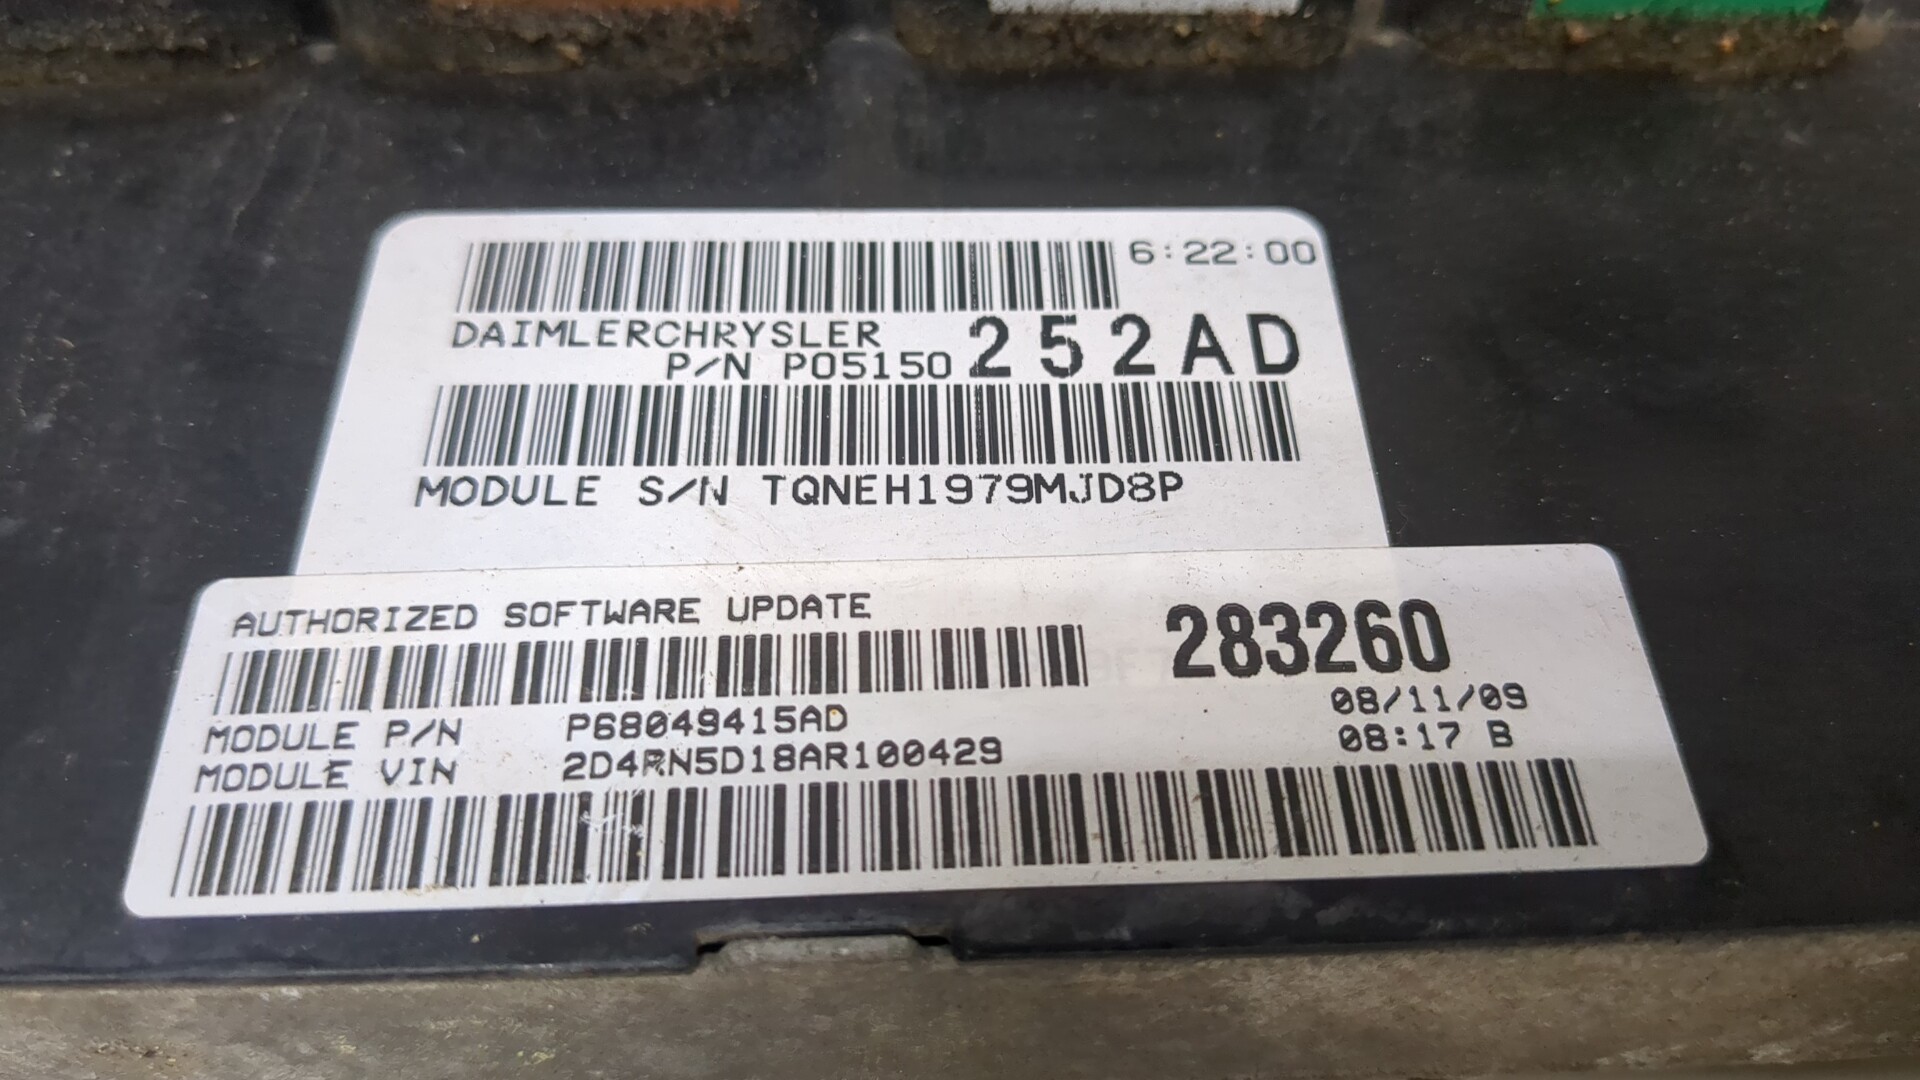 6:22:00
DAIMLERCHRYSLER
P/N P05150252AD
MODULE S/N TQNEH1979MJD8P
AUTHORIZED SOFTWARE UPDATE
283260
MODULE P/N P68049415AD 08/11/09
MODULE VIN 2D4RN5D18AR100429 08:17 B